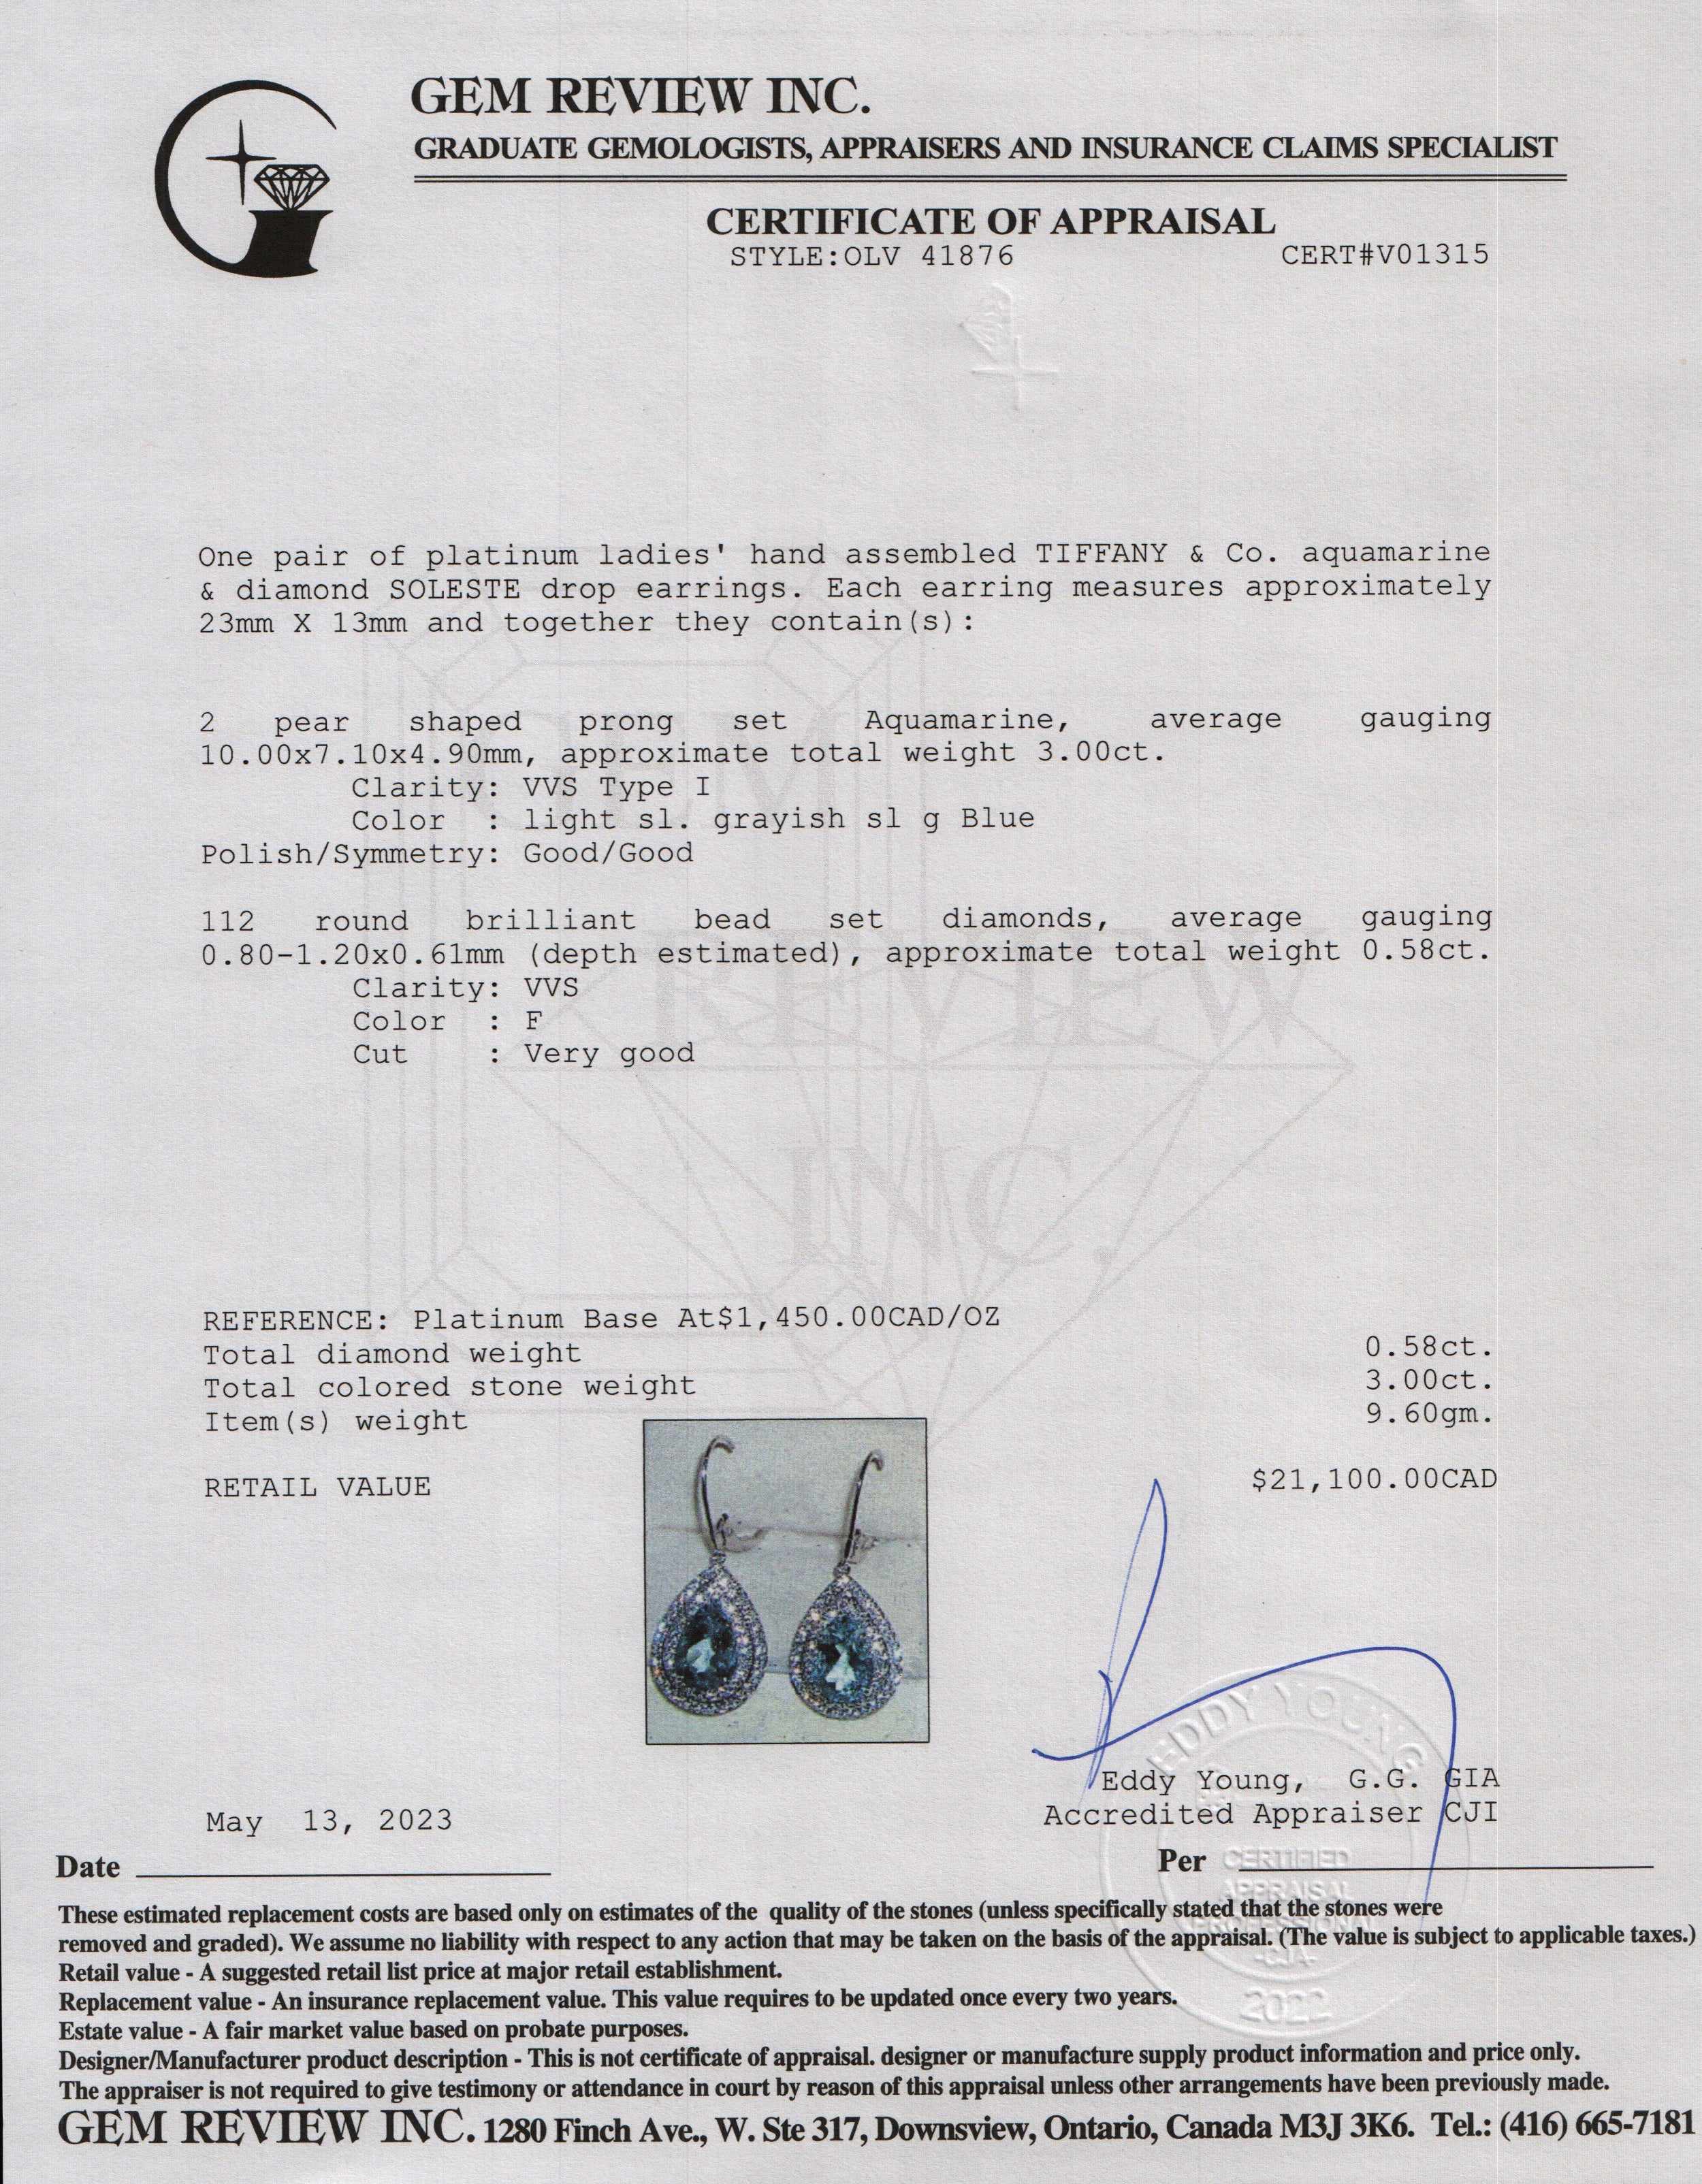 GEM REVIEW INC.
GRADUATE GEMOLOGISTS, APPRAISERS AND INSURANCE CLAIMS SPECIALIST
CERTIFICATE OF APPRAISAL
STYLE:OLV 41876 CERT#V01315
One pair of platinum ladies' hand assembled TIFFANY & Co. aquamarine
& diamond SOLESTE drop earrings. Each earring measures approximately
23mm X 13mm and together they contain(s):
2 pear shaped prong set Aquamarine, average gauging
10.00x7.10x4.90mm, approximate total weight 3.00ct.
Clarity: VVS Type I
Color : light sl. grayish sl g Blue
Polish/Symmetry: Good/Good
112 round brilliant bead set diamonds, average gauging
0.80-1.20x0.61mm (depth estimated), approximate total weight 0.58ct.
Clarity: VVS
Color : F
Cut : Very good
GEM
REVIEW
INC.
REFERENCE: Platinum Base At$1,450.00CAD/OZ
Total diamond weight 0.58ct.
Total colored stone weight 3.00ct.
Item(s) weight 9.60gm.
RETAIL VALUE $21,100.00CAD
EDDY YOUNG
Eddy Young, G.G. GIA
May 13, 2023 Accredited Appraiser CJI
Date Per
CERTIFIED
APPRAISAL
PROFESSIONAL
-CJA-
2022
These estimated replacement costs are based only on estimates of the quality of the stones (unless specifically stated that the stones were
removed and graded). We assume no liability with respect to any action that may be taken on the basis of the appraisal. (The value is subject to applicable taxes.)
Retail value - A suggested retail list price at major retail establishment.
Replacement value - An insurance replacement value. This value requires to be updated once every two years.
Estate value - A fair market value based on probate purposes.
Designer/Manufacturer product description - This is not certificate of appraisal. designer or manufacture supply product information and price only.
The appraiser is not required to give testimony or attendance in court by reason of this appraisal unless other arrangements have been previously made.
GEM REVIEW INC. 1280 Finch Ave., W. Ste 317, Downsview, Ontario, Canada M3J 3K6. Tel.: (416) 665-7181